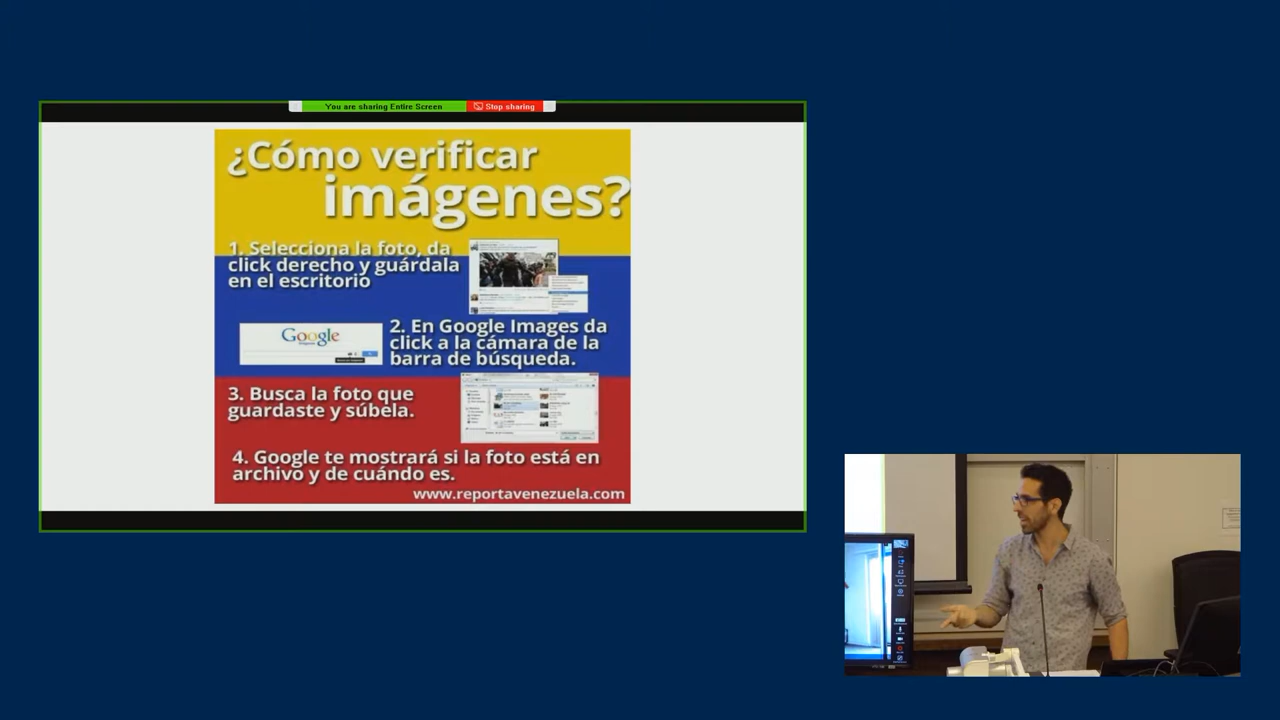 You are sharing Entire Screen
Stop sharing
¿Cómo verificar
imágenes?
1. Selecciona la foto, da
click derecho y guárdala
en el escritorio
Google
2. En Google Images da
click a la cámara de la
barra de búsqueda.
3. Busca la foto que
guardaste y súbela.
4. Google te mostrará si la foto está en
archivo y de cuándo es.
www.reportavenezuela.com